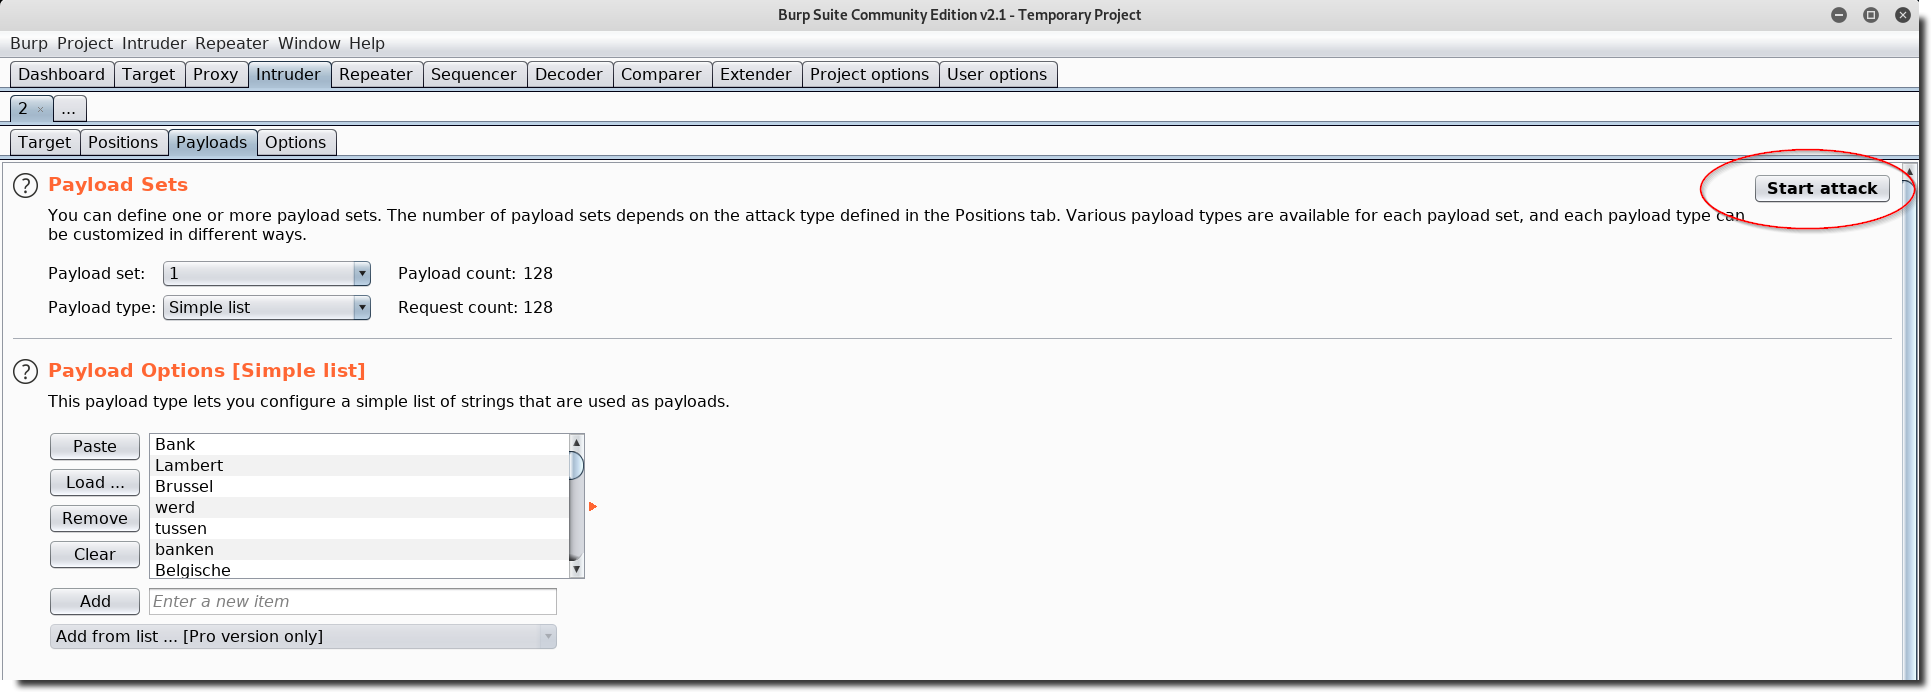 Burp Suite Community Edition v2.1 - Temporary Project
Burp Project Intruder Repeater Window Help
Dashboard Target Proxy Intruder Repeater Sequencer Decoder Comparer Extender Project options User options
2 × ...
Target Positions Payloads Options
? Payload Sets
Start attack
You can define one or more payload sets. The number of payload sets depends on the attack type defined in the Positions tab. Various payload types are available for each payload set, and each payload type can
be customized in different ways.
Payload set: 1 Payload count: 128
Payload type: Simple list Request count: 128
? Payload Options [Simple list]
This payload type lets you configure a simple list of strings that are used as payloads.
Paste
Load ...
Remove
Clear
Bank
Lambert
Brussel
werd
tussen
banken
Belgische
Add Enter a new item
Add from list ... [Pro version only]